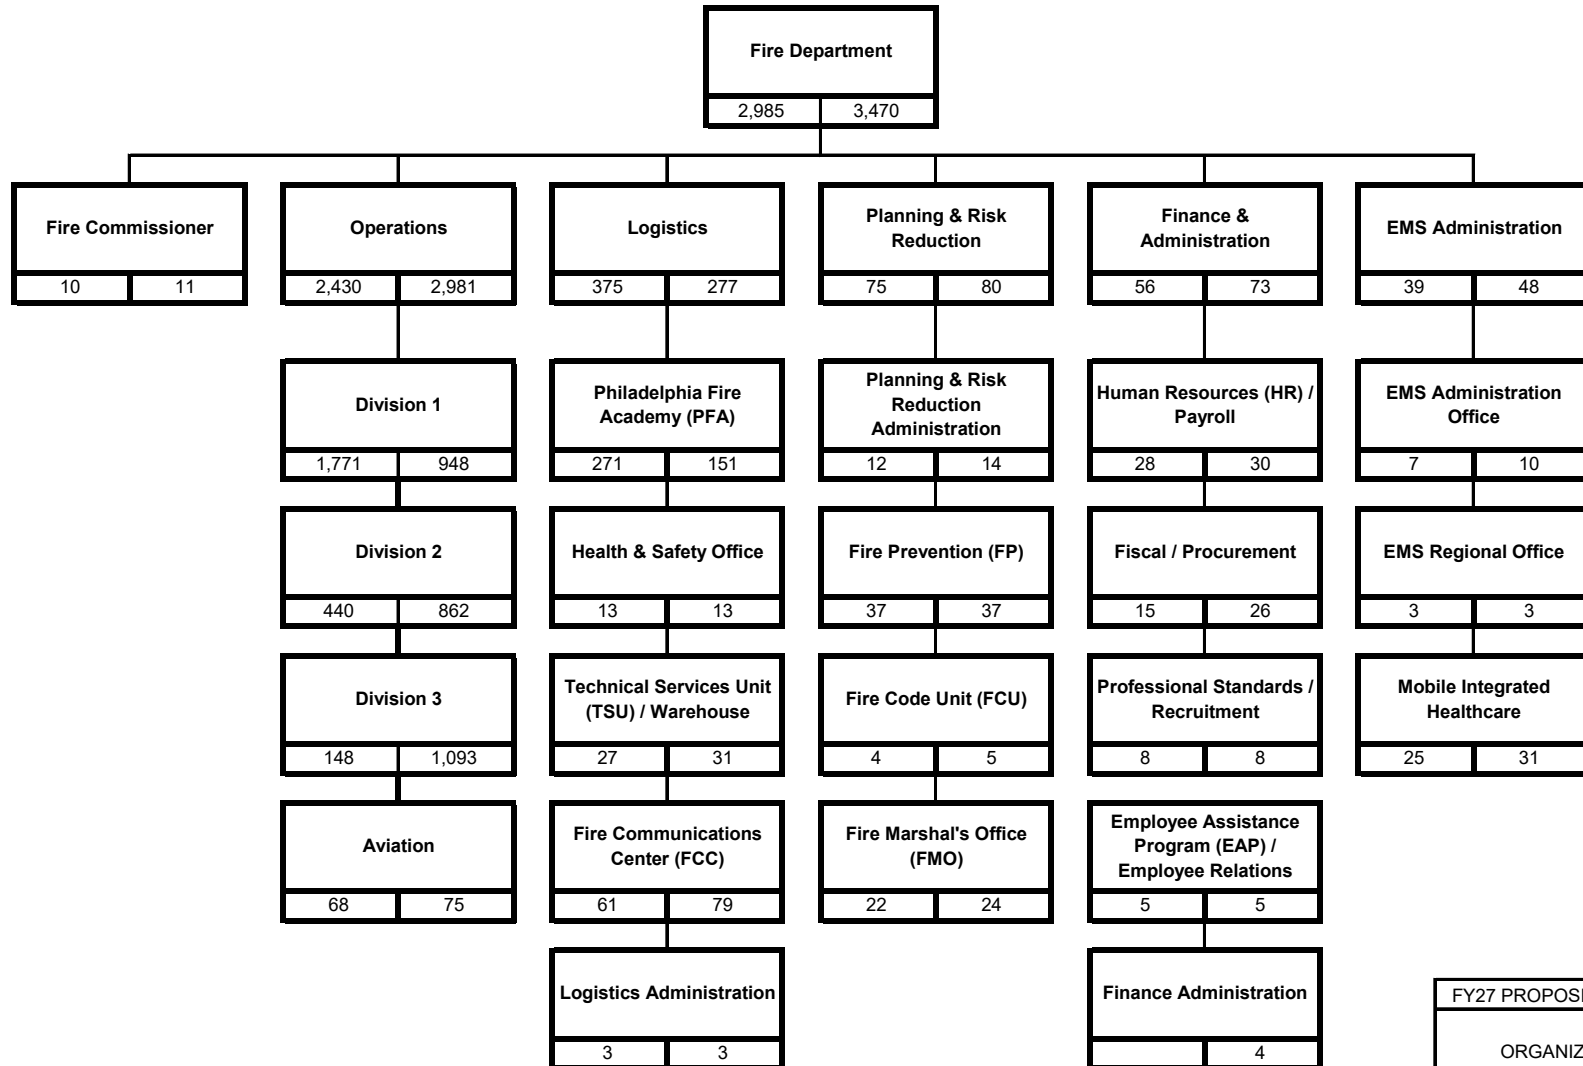 Fire Department
2,985 3,470
Fire Commissioner
10 11
Operations
2,430 2,981
Logistics
375 277
Planning & Risk
Reduction
75 80
Finance &
Administration
56 73
EMS Administration
39 48
Division 1
1,771 948
Philadelphia Fire
Academy (PFA)
271 151
Planning & Risk
Reduction
Administration
12 14
Human Resources (HR) /
Payroll
28 30
EMS Administration
Office
7 10
Division 2
440 862
Health & Safety Office
13 13
Fire Prevention (FP)
37 37
Fiscal / Procurement
15 26
EMS Regional Office
3 3
Division 3
148 1,093
Technical Services Unit
(TSU) / Warehouse
27 31
Fire Code Unit (FCU)
4 5
Professional Standards /
Recruitment
8 8
Mobile Integrated
Healthcare
25 31
Aviation
68 75
Fire Communications
Center (FCC)
61 79
Fire Marshal's Office
(FMO)
22 24
Employee Assistance
Program (EAP) /
Employee Relations
5 5
Logistics Administration
3 3
Finance Administration
4
FY27